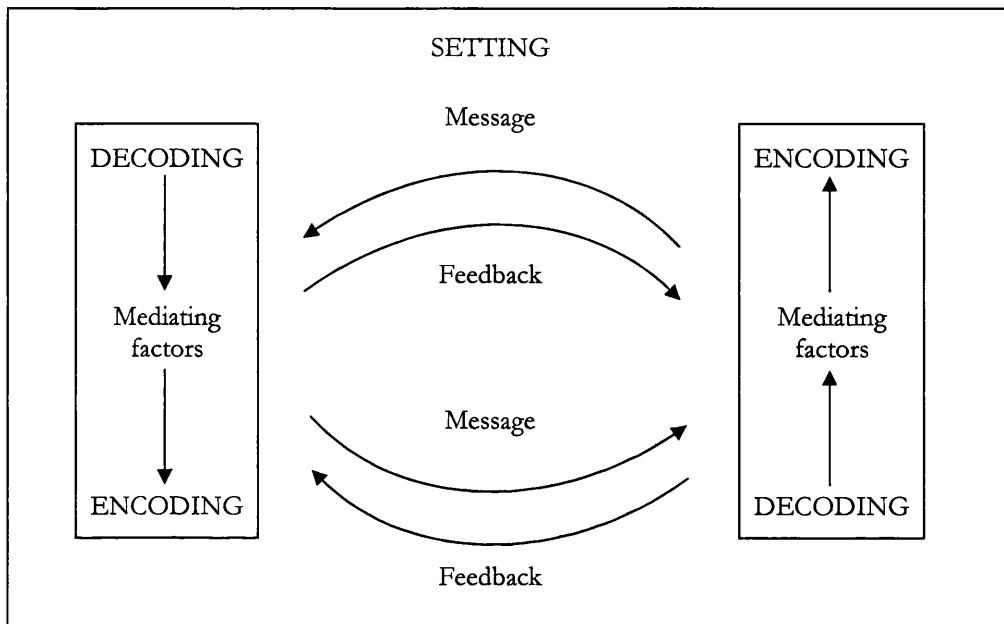 SETTING
Message
DECODING
ENCODING
Feedback
Mediating
factors
Mediating
factors
Message
ENCODING
DECODING
Feedback